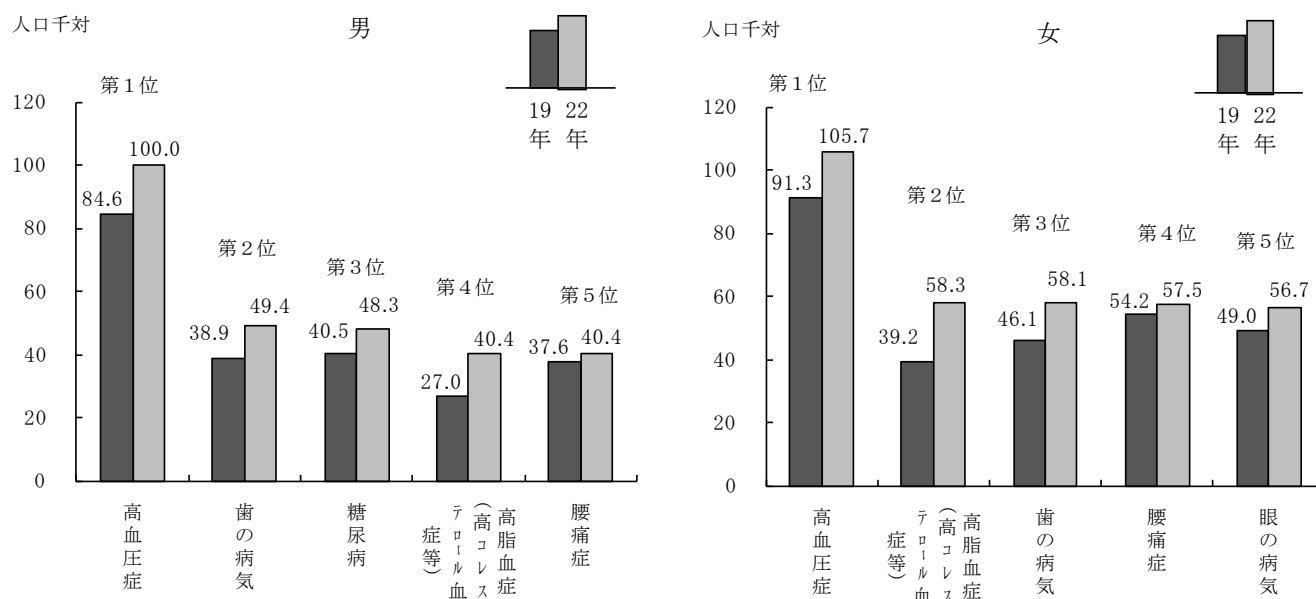 人口千対
男
19年
22年
第１位
第２位
第３位
第４位
第５位
120
100
80
60
40
20
0
84.6
100.0
38.9
49.4
40.5
48.3
27.0
40.4
37.6
40.4
高血圧症
歯の病気
糖尿病
高脂血症
(高コレス
テロール血
症等)
腰痛症
人口千対
女
19年
22年
第１位
第２位
第３位
第４位
第５位
120
100
80
60
40
20
0
91.3
105.7
39.2
58.3
46.1
58.1
54.2
57.5
49.0
56.7
高血圧症
高脂血症
(高コレス
テロール血
症等)
歯の病気
腰痛症
眼の病気